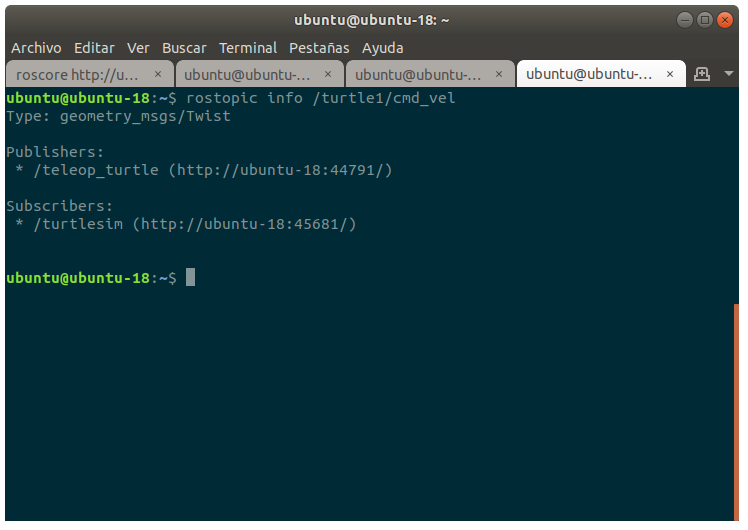 ubuntu@ubuntu-18: ~
Archivo Editar Ver Buscar Terminal Pestañas Ayuda
roscore http://u... × ubuntu@ubuntu-... × ubuntu@ubuntu-... × ubuntu@ubuntu-... ×
ubuntu@ubuntu-18:~$ rostopic info /turtle1/cmd_vel
Type: geometry_msgs/Twist
Publishers:
 * /teleop_turtle (http://ubuntu-18:44791/)
Subscribers:
 * /turtlesim (http://ubuntu-18:45681/)
ubuntu@ubuntu-18:~$